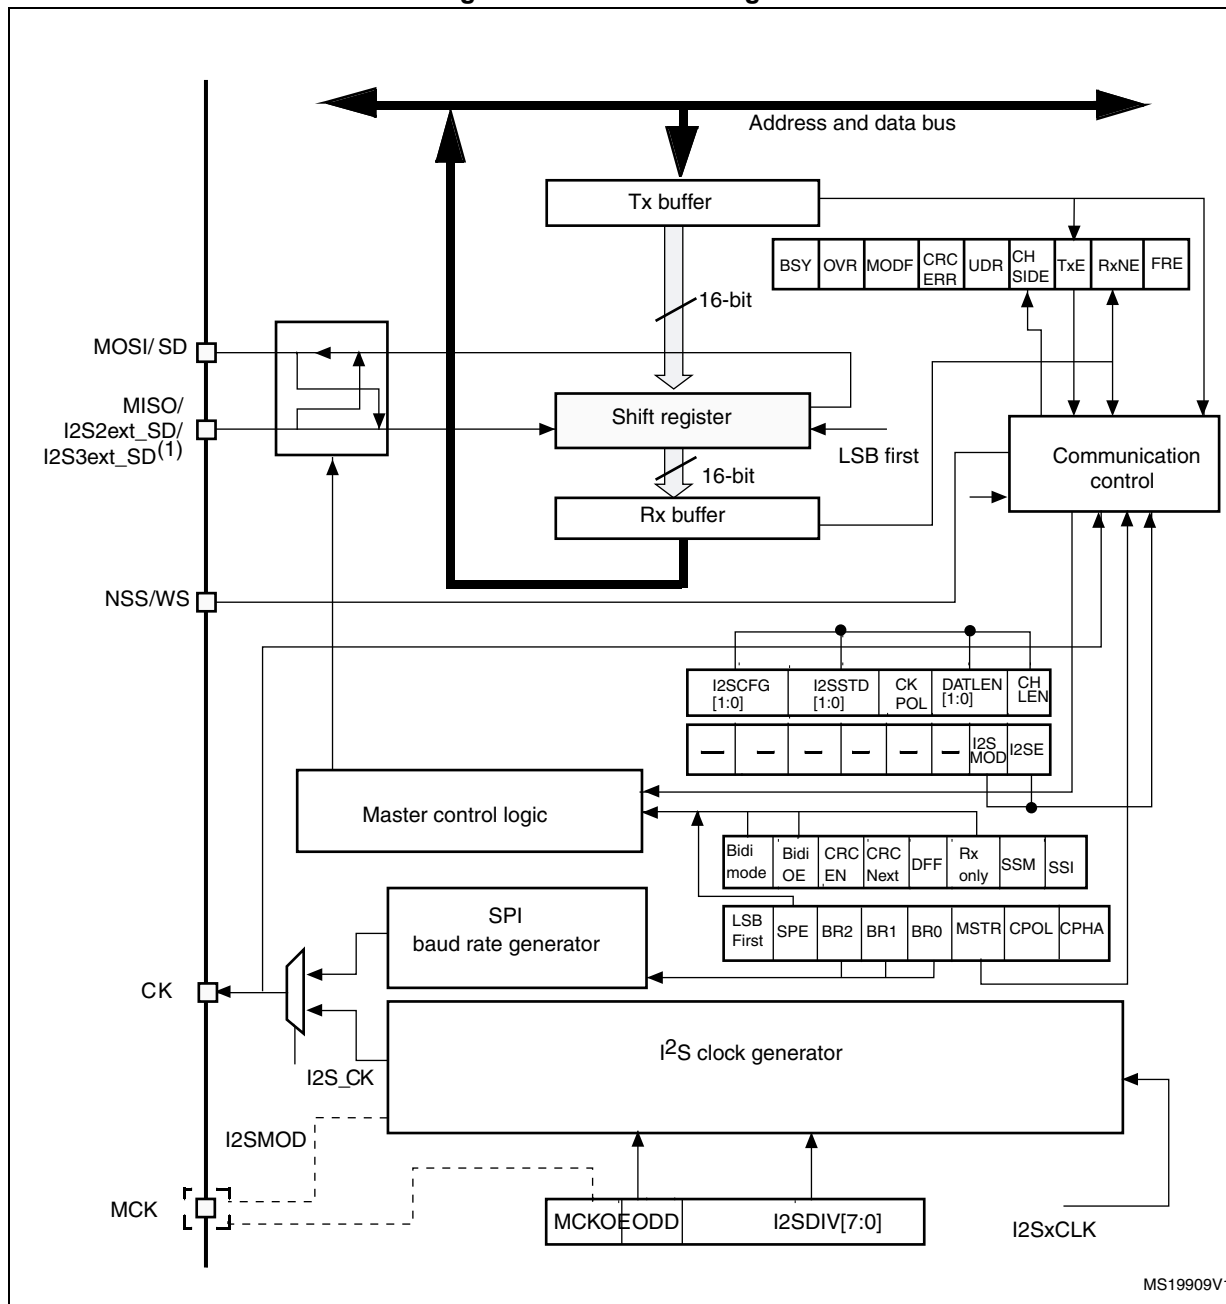 Address and data bus
Tx buffer
BSY OVR MODF CRC ERR UDR CH SIDE TxE RxNE FRE
16-bit
MOSI/ SD
MISO/
I2S2ext_SD/
I2S3ext_SD(1)
Shift register
LSB first
Communication
control
16-bit
Rx buffer
NSS/WS
I2SCFG [1:0] I2SSTD [1:0] CK POL DATLEN [1:0] CH LEN
— — — — — — I2S MOD I2SE
Master control logic
Bidi mode Bidi OE CRC EN CRC Next DFF Rx only SSM SSI
LSB First SPE BR2 BR1 BR0 MSTR CPOL CPHA
SPI
baud rate generator
CK
I2S clock generator
I2S_CK
I2SMOD
MCK
MCKOE ODD I2SDIV[7:0]
I2SxCLK